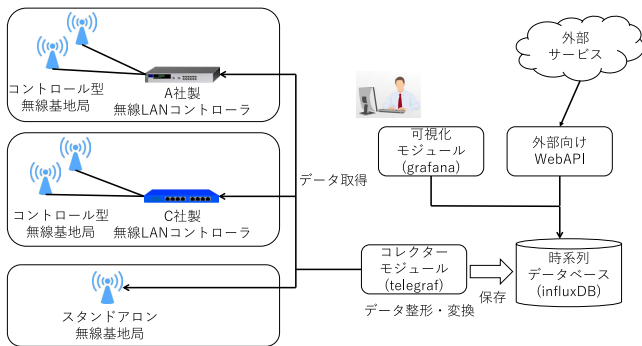 コントロール型
無線基地局
A社製
無線LANコントローラ
コントロール型
無線基地局
C社製
無線LANコントローラ
スタンドアロン
無線基地局
データ取得
外部
サービス
可視化
モジュール
(grafana)
外部向け
WebAPI
コレクター
モジュール
(telegraf)
データ整形・変換
保存
時系列
データベース
(influxDB)